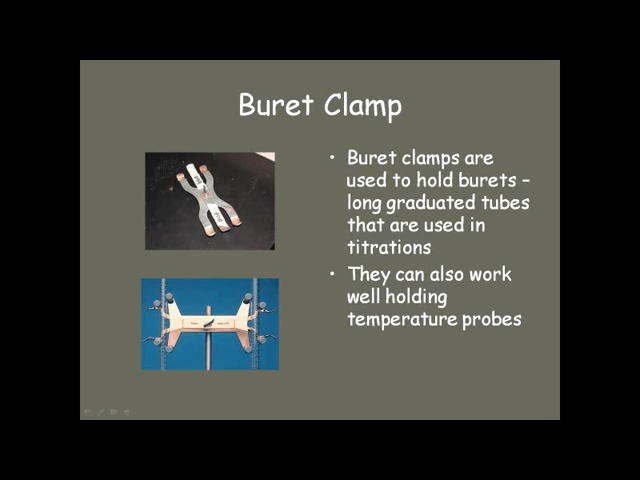 Buret Clamp
• Buret clamps are
used to hold burets –
long graduated tubes
that are used in
titrations
• They can also work
well holding
temperature probes